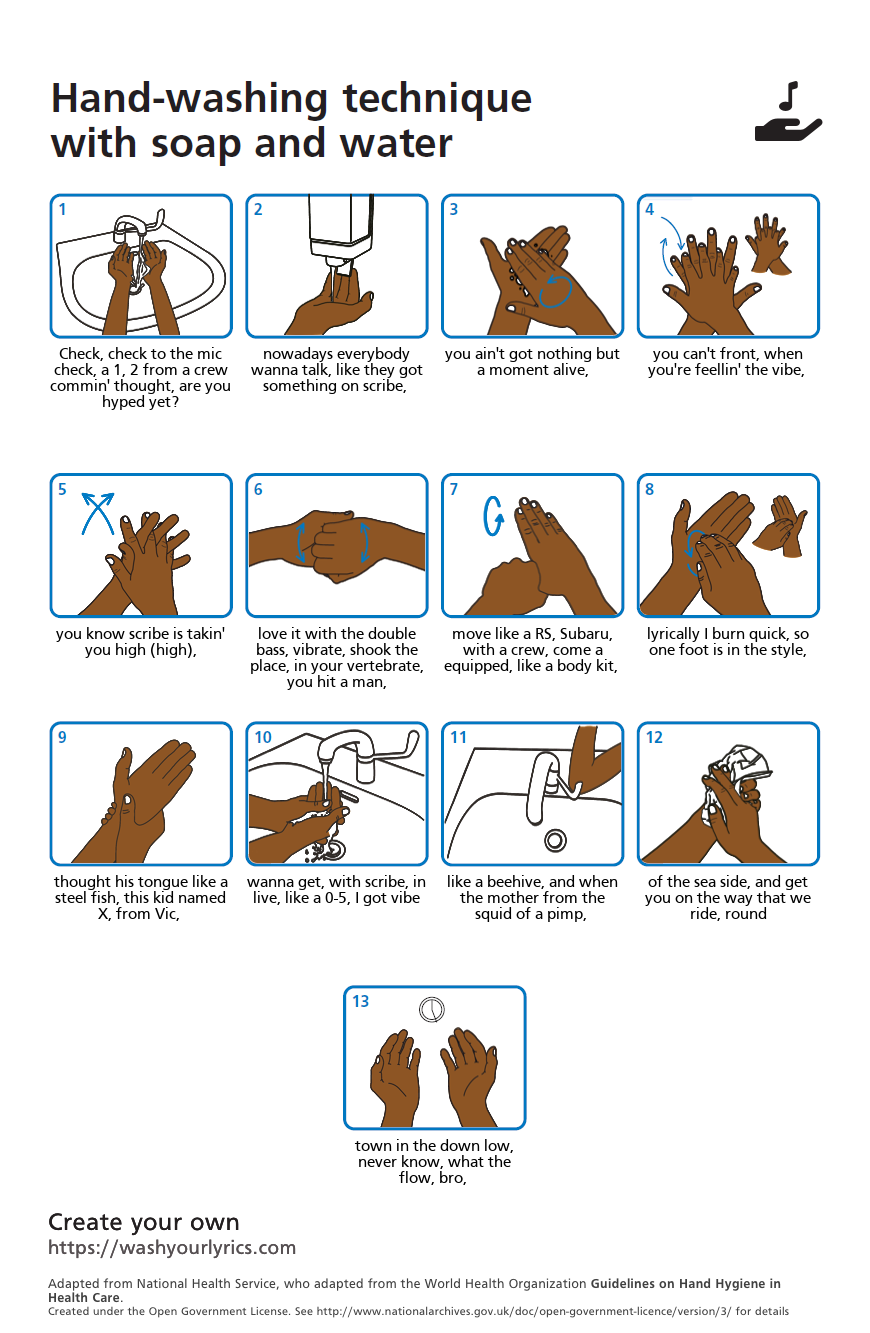 Hand-washing technique
with soap and water
1
Check, check to the mic
check, a 1, 2 from a crew
commin' thought, are you
hyped yet?
2
nowadays everybody
wanna talk, like they got
something on scribe,
3
you ain't got nothing but
a moment alive,
4
you can't front, when
you're feellin' the vibe,
5
you know scribe is takin'
you high (high),
6
love it with the double
bass, vibrate, shook the
place, in your vertebrate,
you hit a man,
7
move like a RS, Subaru,
with a crew, come a
equipped, like a body kit,
8
lyrically I burn quick, so
one foot is in the style,
9
thought his tongue like a
steel fish, this kid named
X, from Vic,
10
wanna get, with scribe, in
live, like a 0-5, I got vibe
11
like a beehive, and when
the mother from the
squid of a pimp,
12
of the sea side, and get
you on the way that we
ride, round
13
town in the down low,
never know, what the
flow, bro,
Create your own
https://washyourlyrics.com
Adapted from National Health Service, who adapted from the World Health Organization Guidelines on Hand Hygiene in
Health Care.
Created under the Open Government License. See http://www.nationalarchives.gov.uk/doc/open-government-licence/version/3/ for details